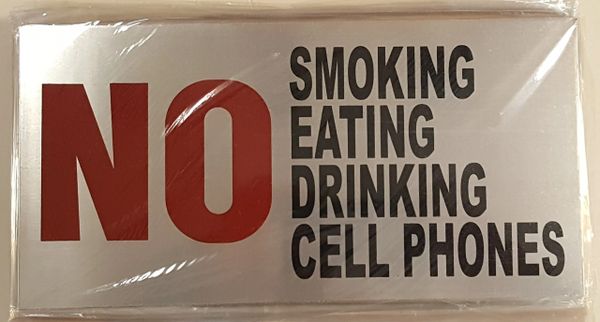 NO
SMOKING
EATING
DRINKING
CELL PHONES